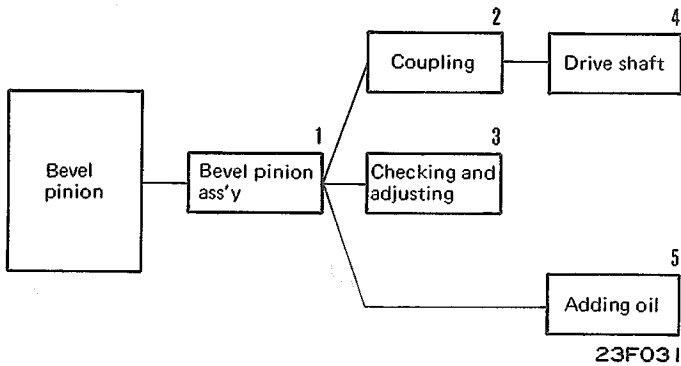 2
4
Coupling
Drive shaft
1
3
Bevel
pinion
Bevel pinion
ass'y
Checking and
adjusting
5
Adding oil
23F031